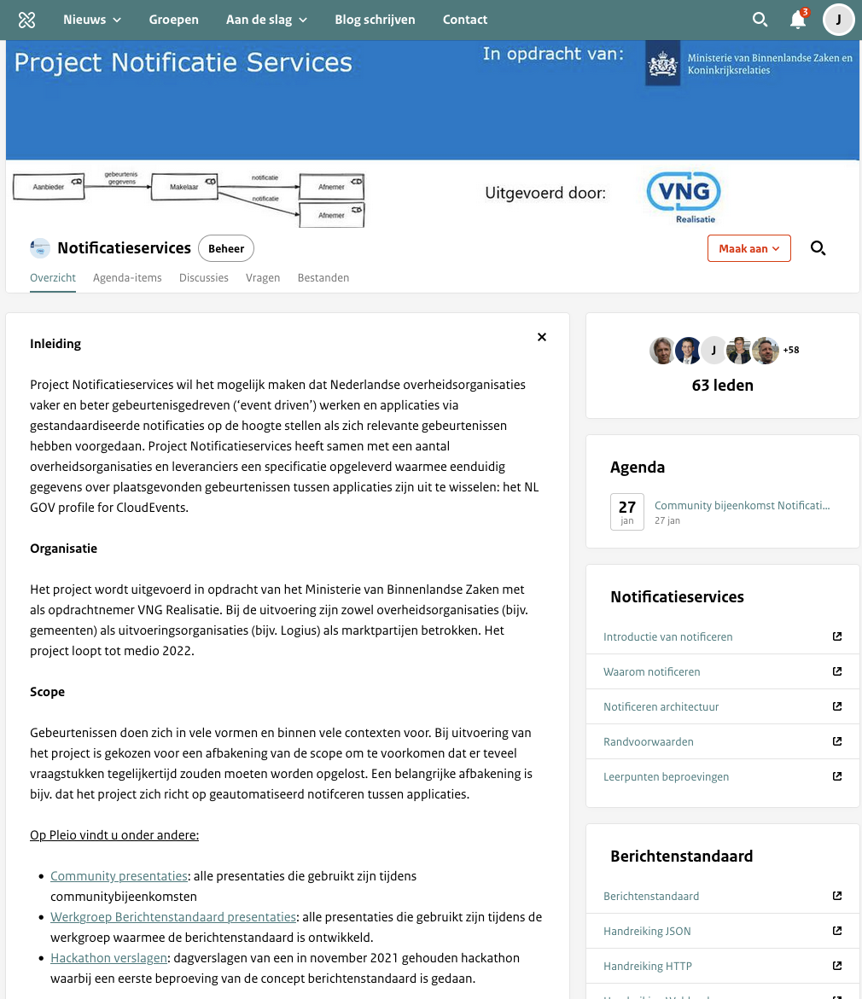 Nieuws
Groepen
Aan de slag
Blog schrijven
Contact
3
J
Project Notificatie Services
In opdracht van:
Ministerie van Binnenlandse Zaken en
Koninkrijksrelaties
Aanbieder
gebeurtenis
gegevens
Makelaar
notificatie
notificatie
Afnemer
Afnemer
Uitgevoerd door:
VNG
Realisatie
Notificatieservices
Beheer
Maak aan
Overzicht
Agenda-items
Discussies
Vragen
Bestanden
Inleiding
Project Notificatieservices wil het mogelijk maken dat Nederlandse overheidsorganisaties
vaker en beter gebeurtenisgedreven (‘event driven’) werken en applicaties via
gestandaardiseerde notificaties op de hoogte stellen als zich relevante gebeurtenissen
hebben voorgedaan. Project Notificatieservices heeft samen met een aantal
overheidsorganisaties en leveranciers een specificatie opgeleverd waarmee eenduidig
gegevens over plaatsgevonden gebeurtenissen tussen applicaties zijn uit te wisselen: het NL
GOV profile for CloudEvents.
Organisatie
Het project wordt uitgevoerd in opdracht van het Ministerie van Binnenlandse Zaken met
als opdrachtnemer VNG Realisatie. Bij de uitvoering zijn zowel overheidsorganisaties (bijv.
gemeenten) als uitvoeringsorganisaties (bijv. Logius) als marktpartijen betrokken. Het
project loopt tot medio 2022.
Scope
Gebeurtenissen doen zich in vele vormen en binnen vele contexten voor. Bij uitvoering van
het project is gekozen voor een afbakening van de scope om te voorkomen dat er teveel
vraagstukken tegelijkertijd zouden moeten worden opgelost. Een belangrijke afbakening is
bijv. dat het project zich richt op geautomatiseerd notifceren tussen applicaties.
Op Pleio vindt u onder andere:
• Community presentaties: alle presentaties die gebruikt zijn tijdens
communitybijeenkomsten
• Werkgroep Berichtenstandaard presentaties: alle presentaties die gebruikt zijn tijdens de
werkgroep waarmee de berichtenstandaard is ontwikkeld.
• Hackathon verslagen: dagverslagen van een in november 2021 gehouden hackathon
waarbij een eerste beproeving van de concept berichtenstandaard is gedaan.
J
+58
63 leden
Agenda
27
jan
Community bijeenkomst Notificati...
27 jan
Notificatieservices
Introductie van notificeren
Waarom notificeren
Notificeren architectuur
Randvoorwaarden
Leerpunten beproevingen
Berichtenstandaard
Berichtenstandaard
Handreiking JSON
Handreiking HTTP